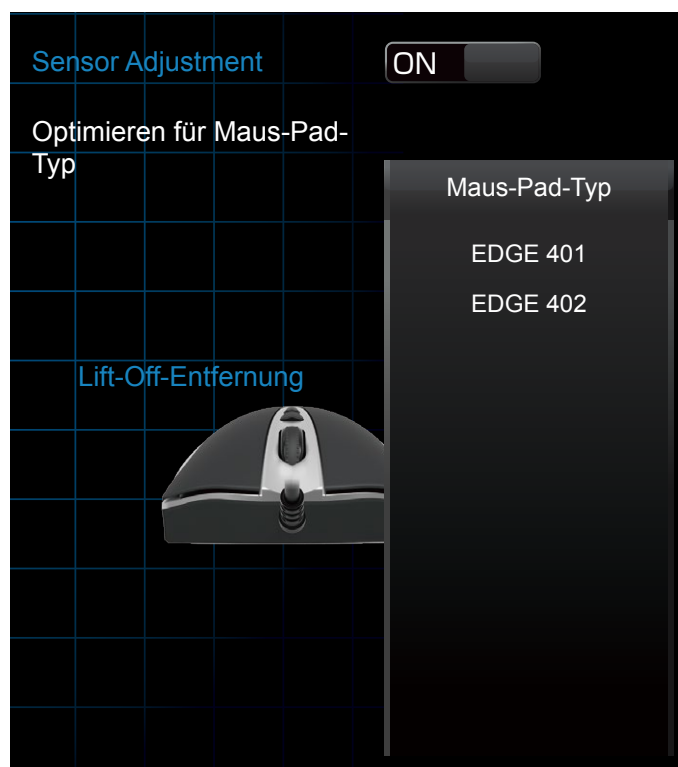 Sensor Adjustment
ON
Optimieren für Maus-Pad-
Typ
Maus-Pad-Typ
EDGE 401
EDGE 402
Lift-Off-Entfernung